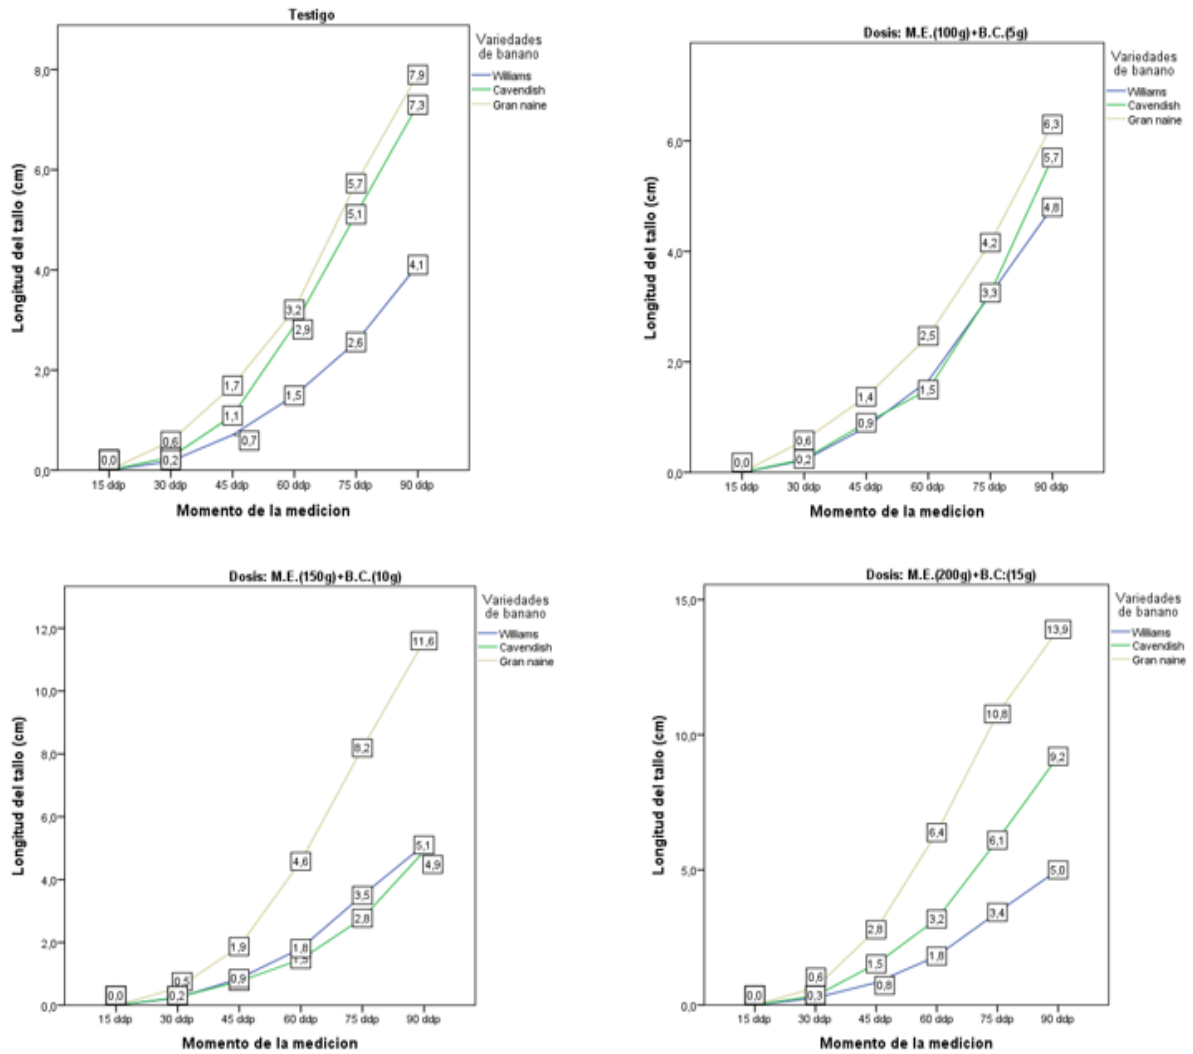 Testigo
Variedades
de banano
Williams
Cavendish
Gran naine
Longitud del tallo (cm)
8,0
6,0
4,0
2,0
0,0
7,9
7,3
5,7
5,1
4,1
3,2
2,9
2,6
1,7
1,5
1,1
0,7
0,6
0,2
0,0
15 ddp 30 ddp 45 ddp 60 ddp 75 ddp 90 ddp
Momento de la medicion
Dosis: M.E.(100g)+B.C.(5g)
Variedades
de banano
Williams
Cavendish
Gran naine
Longitud del tallo (cm)
6,0
4,0
2,0
0,0
6,3
5,7
4,8
4,2
3,3
2,5
1,5
1,4
0,9
0,6
0,2
0,0
15 ddp 30 ddp 45 ddp 60 ddp 75 ddp 90 ddp
Momento de la medicion
Dosis: M.E.(150g)+B.C.(10g)
Variedades
de banano
Williams
Cavendish
Gran naine
Longitud del tallo (cm)
12,0
10,0
8,0
6,0
4,0
2,0
0,0
11,6
8,2
5,1
4,9
4,6
3,5
2,8
1,9
1,8
1,5
0,9
0,5
0,2
0,0
15 ddp 30 ddp 45 ddp 60 ddp 75 ddp 90 ddp
Momento de la medicion
Dosis: M.E.(200g)+B.C:(15g)
Variedades
de banano
Williams
Cavendish
Gran naine
Longitud del tallo (cm)
15,0
10,0
5,0
0,0
13,9
10,8
9,2
6,4
6,1
5,0
3,4
3,2
2,8
1,8
1,5
0,8
0,6
0,3
0,0
15 ddp 30 ddp 45 ddp 60 ddp 75 ddp 90 ddp
Momento de la medicion